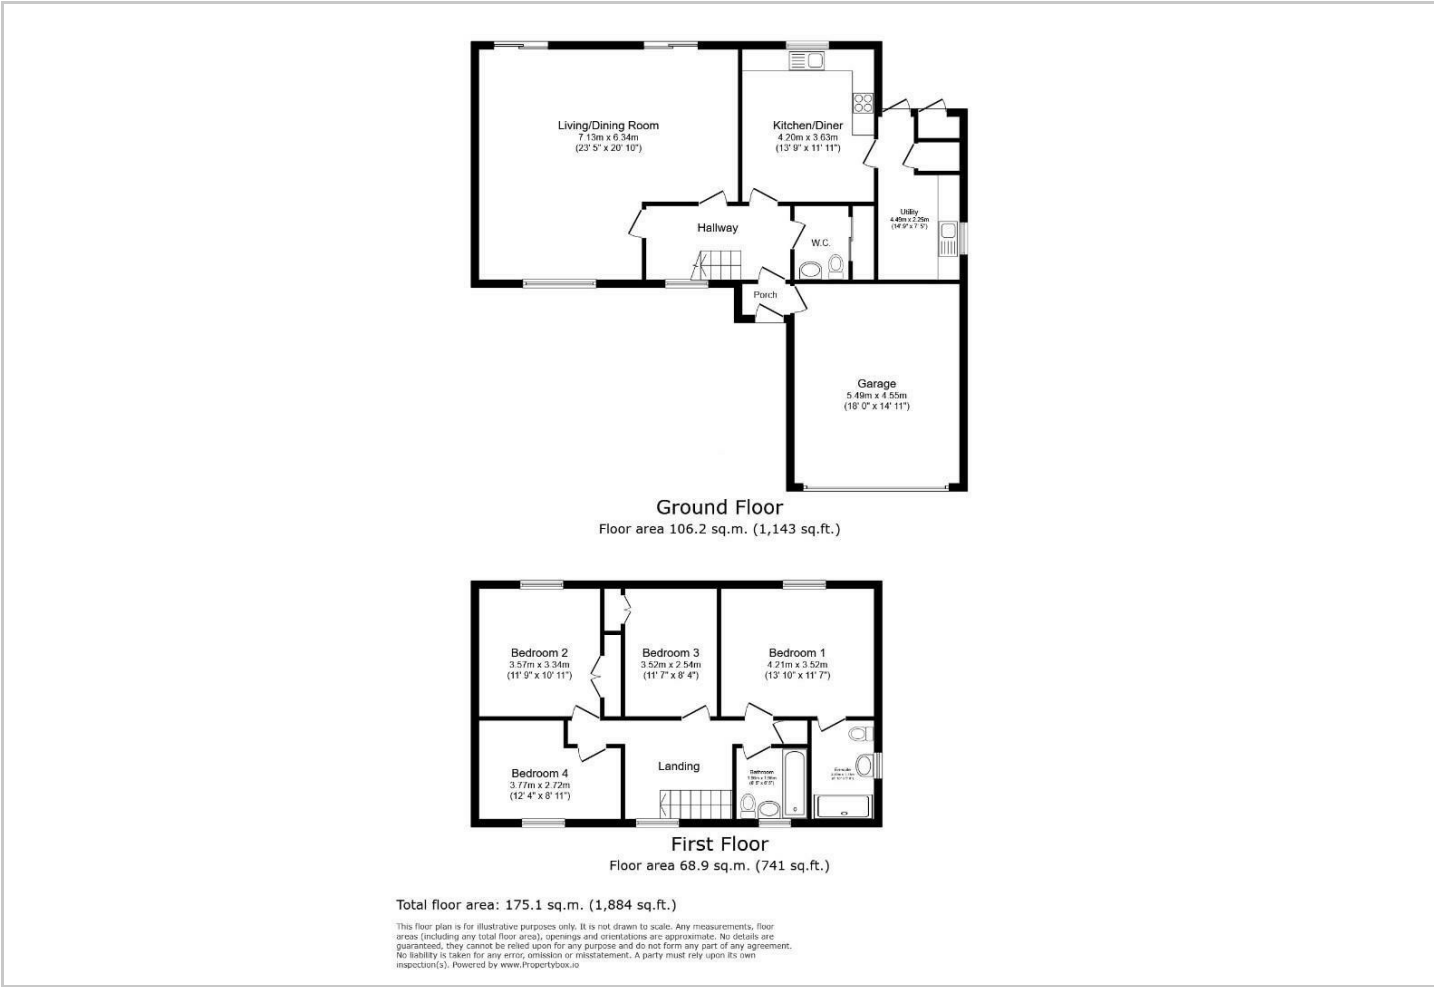 Living/Dining Room
7.13m x 6.34m
(23' 5" x 20' 10")
Kitchen/Diner
4.20m x 3.63m
(13' 9" x 11' 11")
Utility
4.49m x 2.26m
(14' 9" x 7' 5")
Hallway
W.C.
Porch
Garage
5.49m x 4.55m
(18' 0" x 14' 11")
Ground Floor
Floor area 106.2 sq.m. (1,143 sq.ft.)
Bedroom 2
3.57m x 3.34m
(11' 9" x 10' 11")
Bedroom 3
3.52m x 2.54m
(11' 7" x 8' 4")
Bedroom 1
4.21m x 3.52m
(13' 10" x 11' 7")
Bedroom 4
3.77m x 2.72m
(12' 4" x 8' 11")
Landing
Bathroom
Ensuite
First Floor
Floor area 68.9 sq.m. (741 sq.ft.)
Total floor area: 175.1 sq.m. (1,884 sq.ft.)
This floor plan is for illustrative purposes only. It is not drawn to scale. Any measurements, floor
areas (including any total floor area), openings and orientations are approximate. No details are
guaranteed, they cannot be relied upon for any purpose and do not form any part of any agreement.
No liability is taken for any error, omission or misstatement. A party must rely upon its own
inspection(s). Powered by www.Propertybox.io